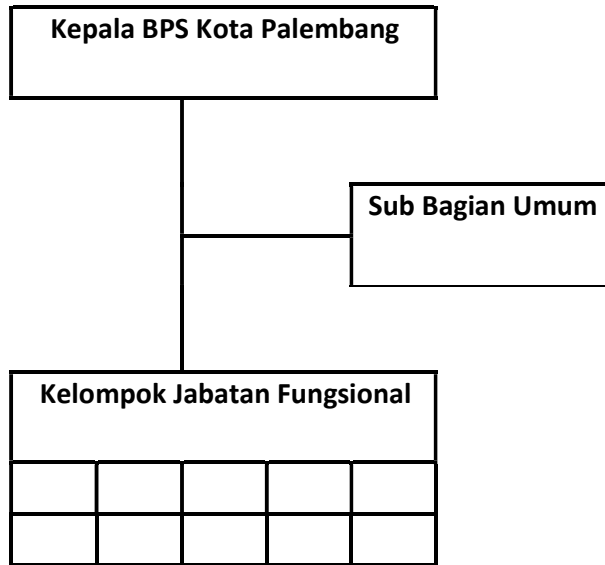 Kepala BPS Kota Palembang
Sub Bagian Umum
Kelompok Jabatan Fungsional